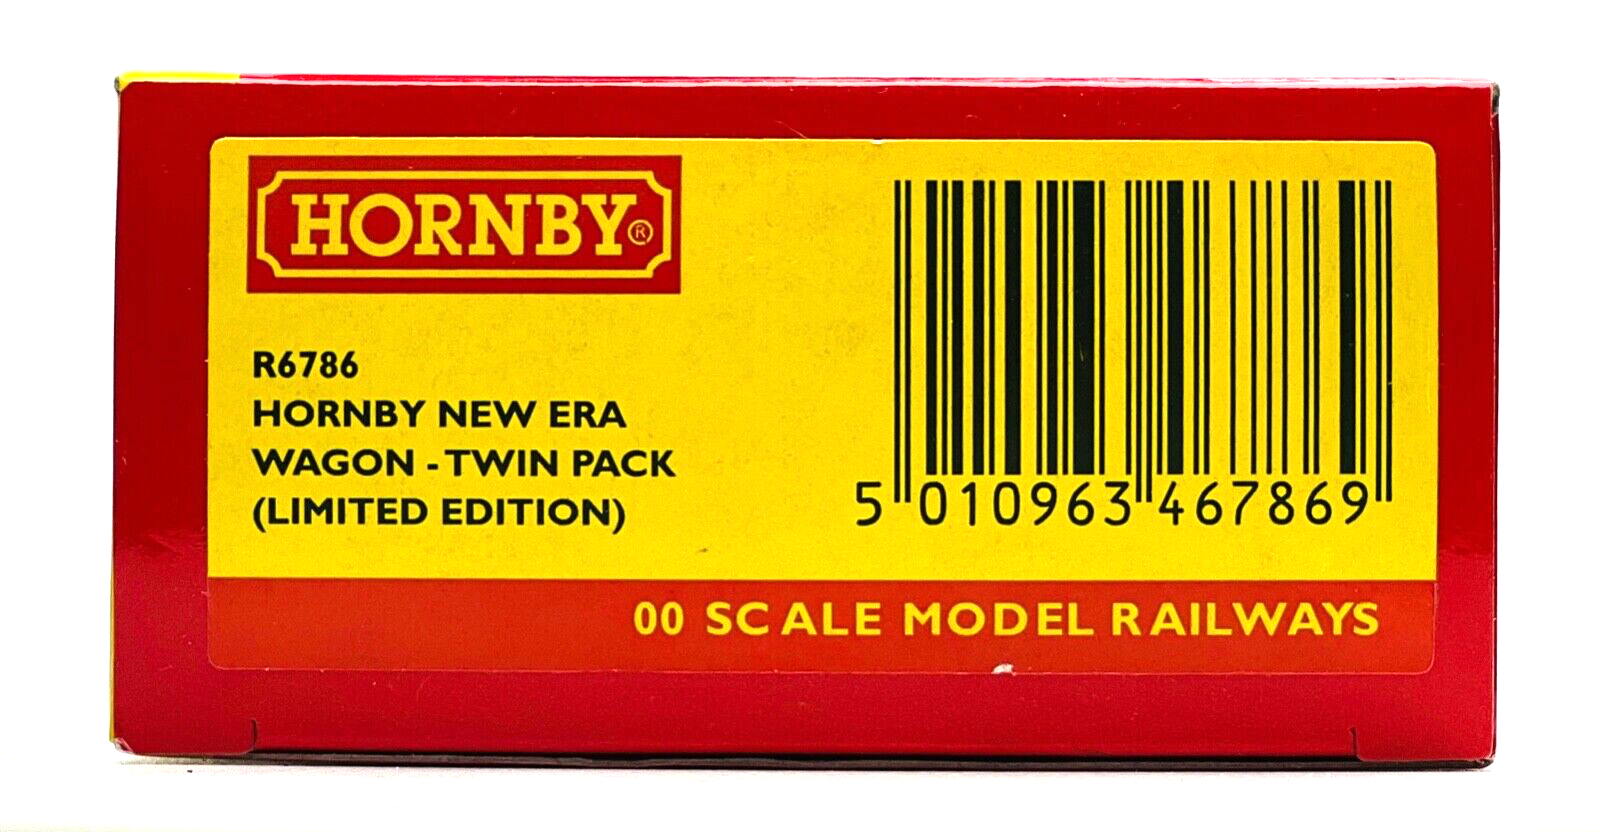 HORNBY®
R6786
HORNBY NEW ERA
WAGON - TWIN PACK
(LIMITED EDITION)
5 010963 467869
00 SCALE MODEL RAILWAYS